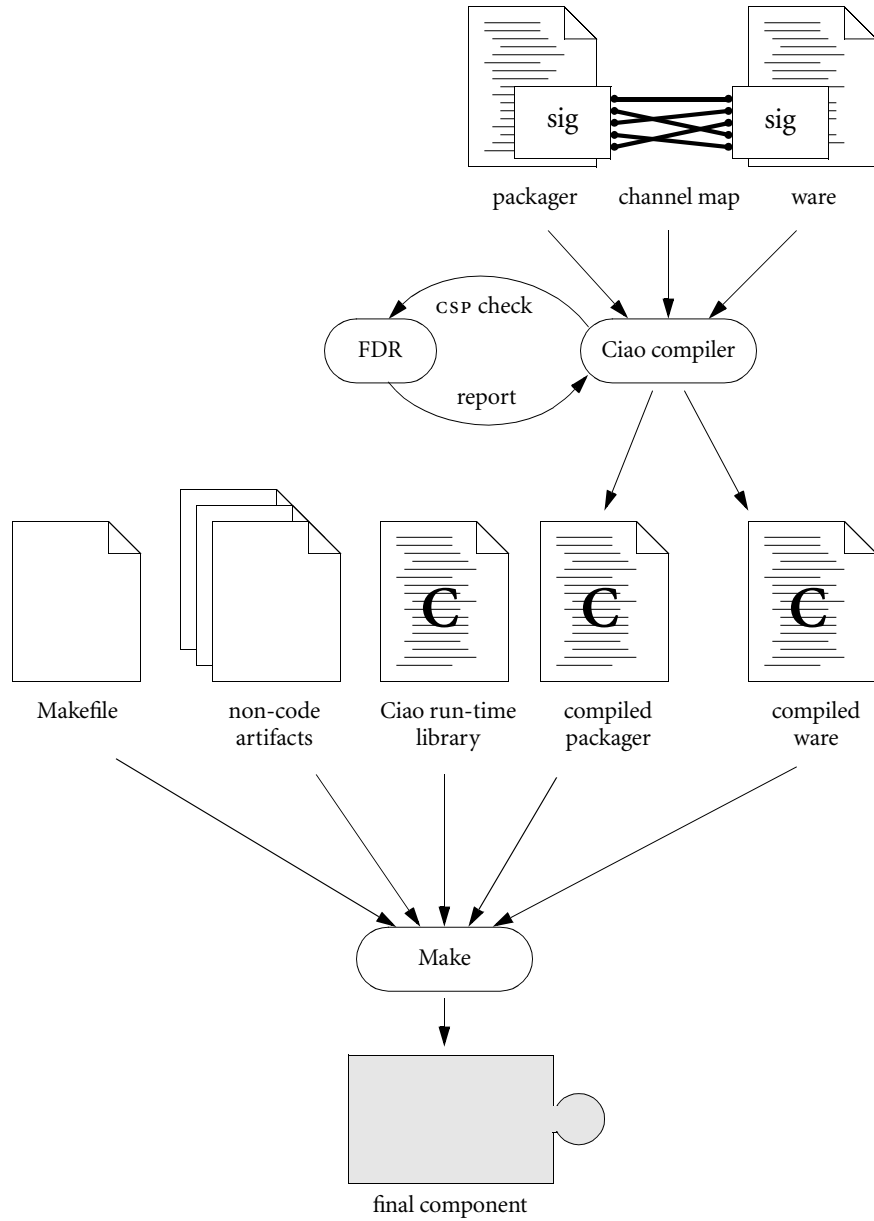 sig
sig
packager
channel map
ware
CSP check
FDR
Ciao compiler
report
C
C
C
Makefile
non-code
artifacts
Ciao run-time
library
compiled
packager
compiled
ware
Make
final component